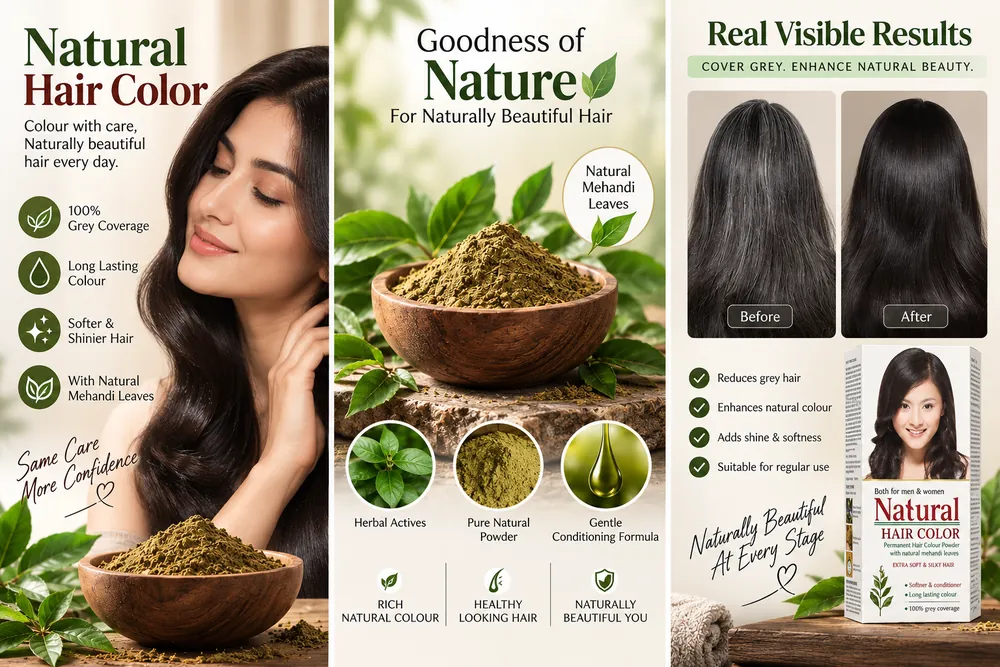 Natural
Hair Color
Colour with care,
Naturally beautiful
hair every day.
100%
Grey Coverage
Long Lasting
Colour
Softer &
Shinier Hair
With Natural
Mehandi Leaves
Same Care
More Confidence
Goodness of
Nature
For Naturally Beautiful Hair
Natural
Mehandi
Leaves
Herbal Actives
Pure Natural
Powder
Gentle
Conditioning Formula
RICH
NATURAL COLOUR
HEALTHY
LOOKING HAIR
NATURALLY
BEAUTIFUL YOU
Real Visible Results
COVER GREY. ENHANCE NATURAL BEAUTY.
Before
After
Reduces grey hair
Enhances natural colour
Adds shine & softness
Suitable for regular use
Naturally Beautiful
At Every Stage
Both for men & women
Natural
HAIR COLOR
Permanent Hair Colour Powder
with natural mehandi leaves
EXTRA SOFT & SILKY HAIR
• Softner & conditioner
• Long lasting colour
• 100% grey coverage